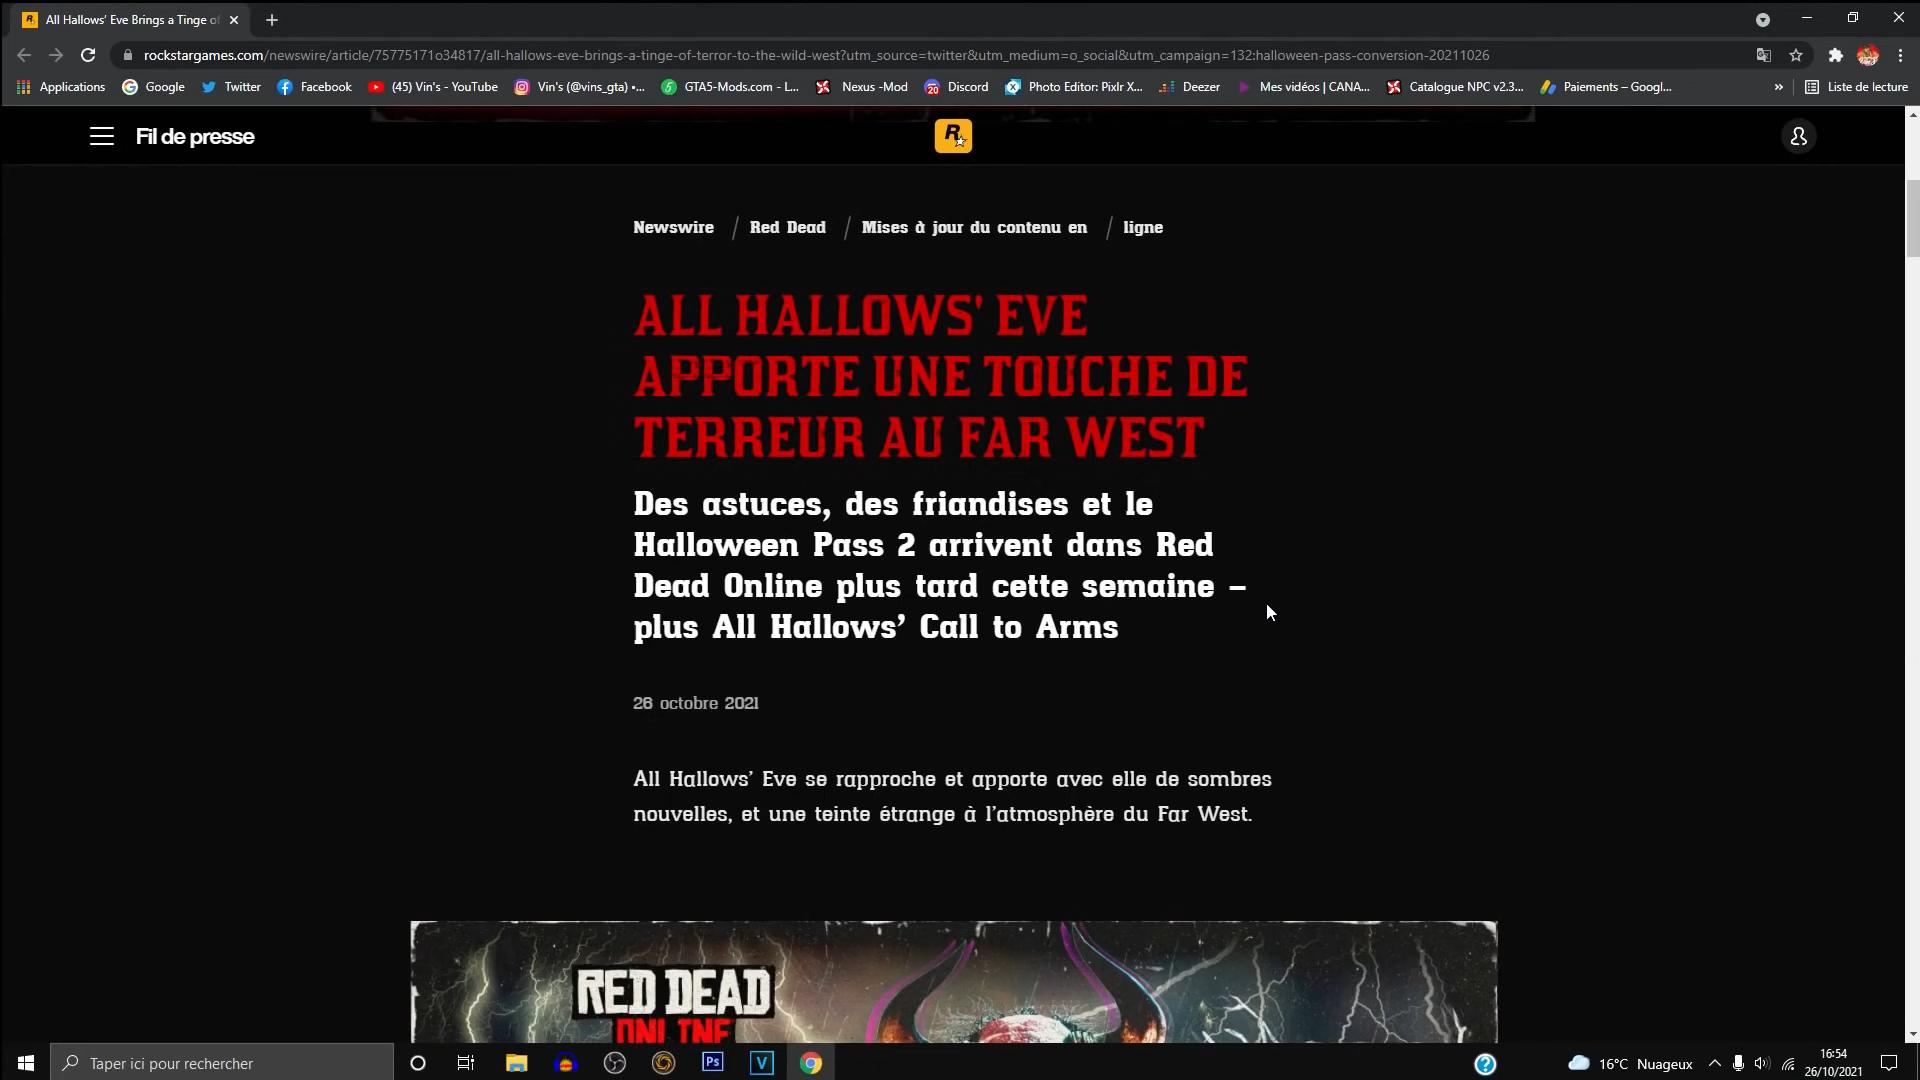 All Hallows' Eve Brings a Tinge of
rockstargames.com/newswire/article/75775171o34817/all-hallows-eve-brings-a-tinge-of-terror-to-the-wild-west?utm_source=twitter&utm_medium=o_social&utm_campaign=132:halloween-pass-conversion-20211026
Applications Google Twitter Facebook (45) Vin's - YouTube Vin's (@vins_gta) •... GTA5-Mods.com - L... Nexus -Mod 20 Discord Photo Editor: Pixlr X... Deezer Mes vidéos | CANA... Catalogue NPC v2.3... Paiements – Googl... » Liste de lecture
Fil de presse
R
Newswire / Red Dead / Mises à jour du contenu en / ligne
ALL HALLOWS' EVE
APPORTE UNE TOUCHE DE
TERREUR AU FAR WEST
Des astuces, des friandises et le
Halloween Pass 2 arrivent dans Red
Dead Online plus tard cette semaine –
plus All Hallows’ Call to Arms
26 octobre 2021
All Hallows’ Eve se rapproche et apporte avec elle de sombres
nouvelles, et une teinte étrange à l’atmosphère du Far West.
RED DEAD
ONLINE
Taper ici pour rechercher
Ps
V
?
16°C Nuageux
16:54
26/10/2021